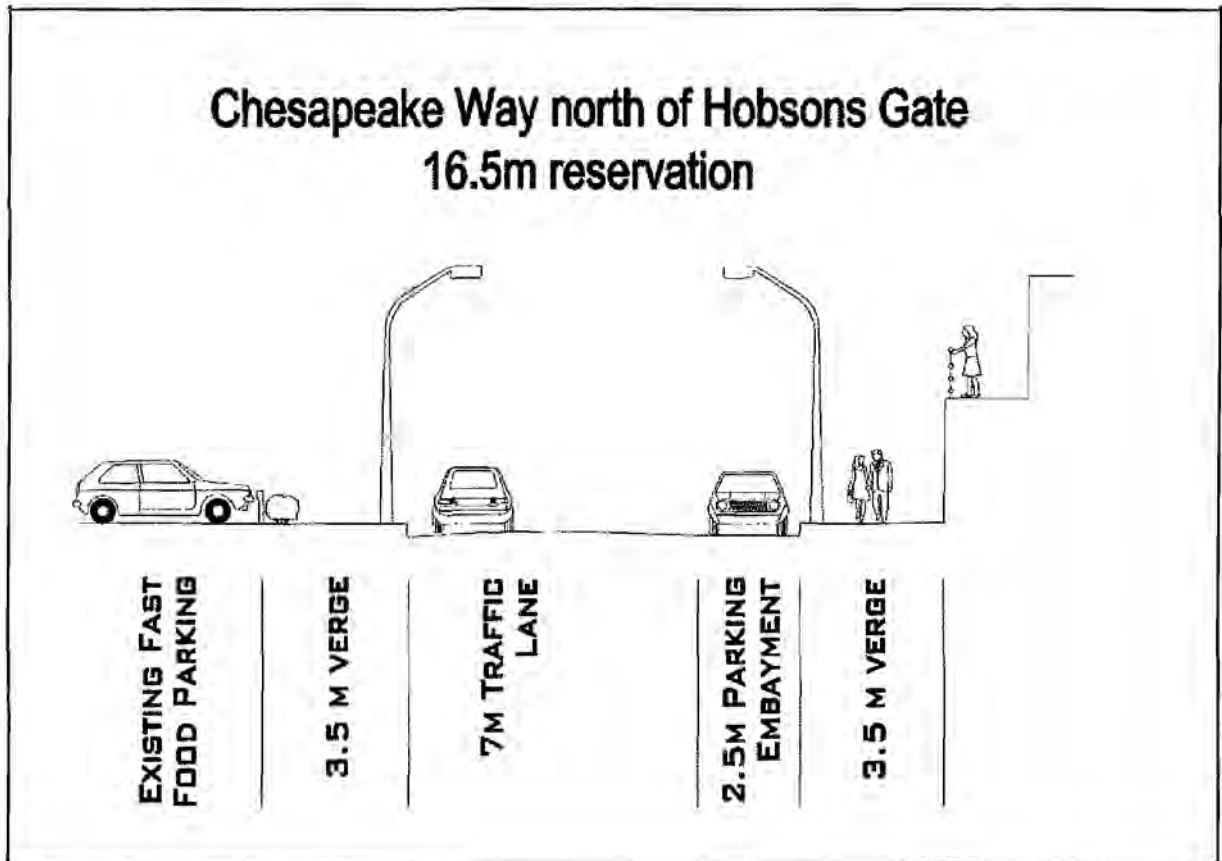 Chesapeake Way north of Hobsons Gate
16.5m reservation
EXISTING FAST
FOOD PARKING
3.5 M VERGE
7M TRAFFIC
LANE
2.5M PARKING
EMBAYMENT
3.5 M VERGE